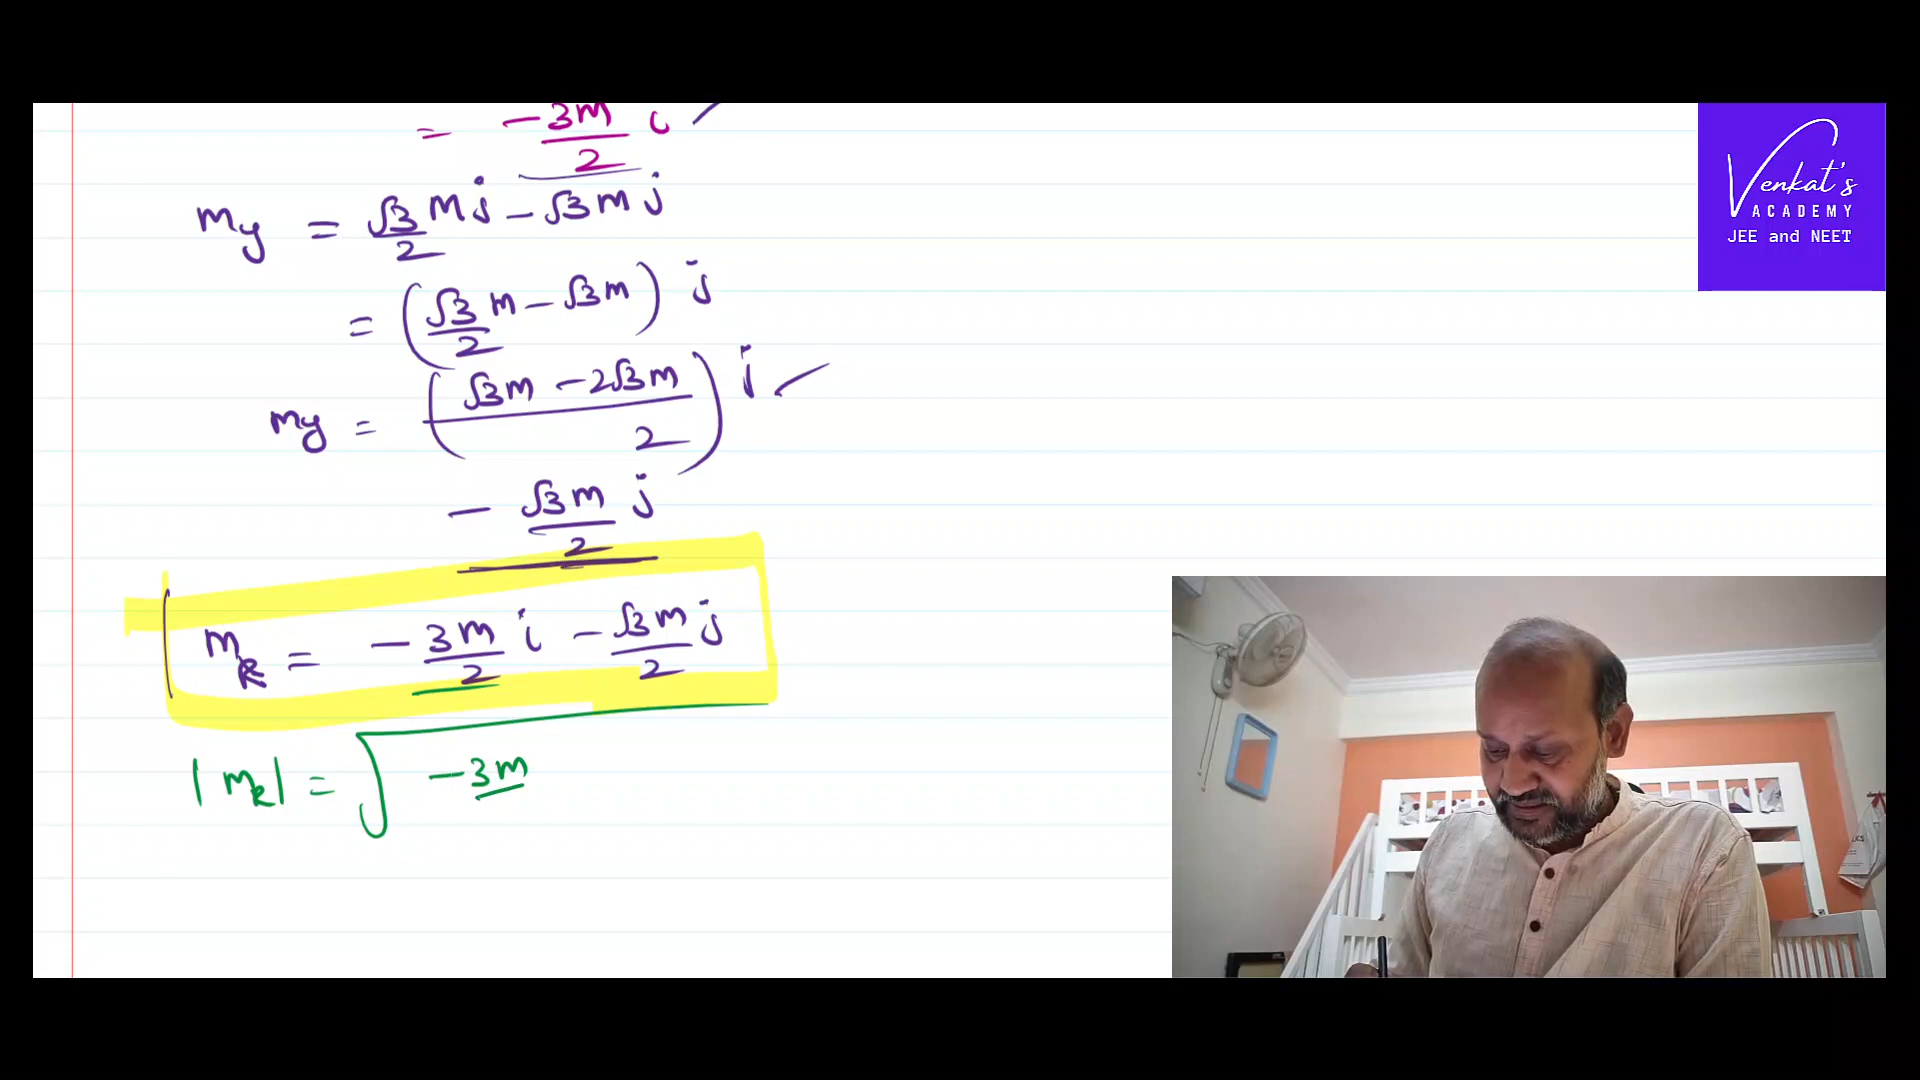 = -3m/2 i
my = √3/2 mj - √3mj
= (√3/2 m - √3m) j
my = (√3m - 2√3m / 2) j
- √3m/2 j
mR = -3m/2 i - √3m/2 j
|mR| = √ -3m
Venkat's
ACADEMY
JEE and NEET